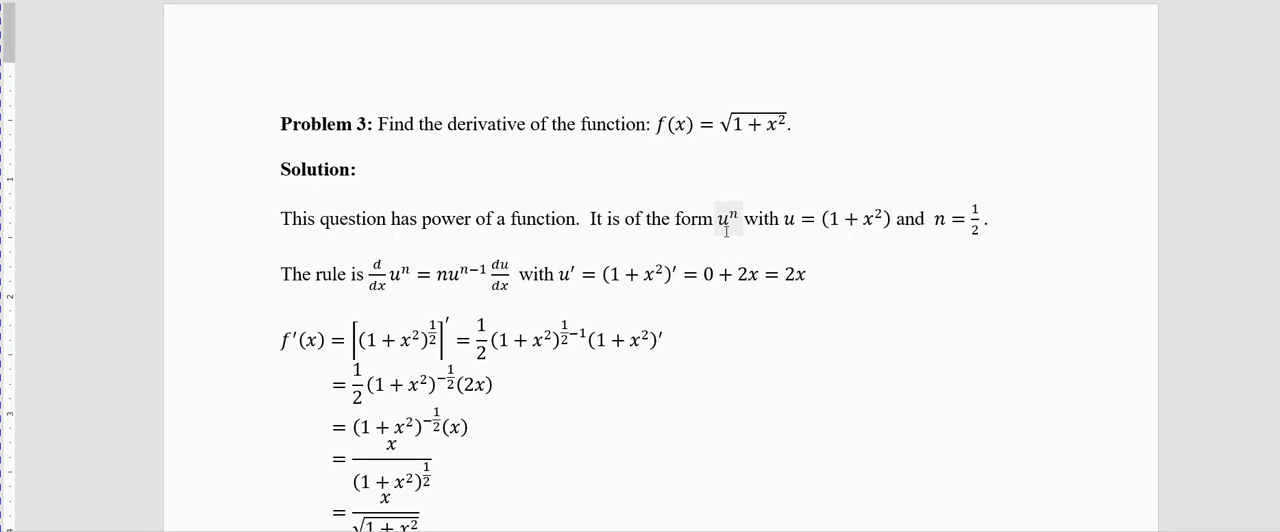 Problem 3: Find the derivative of the function: f(x) = √(1 + x²).
Solution:
This question has power of a function. It is of the form uⁿ with u = (1 + x²) and n = 1/2.
The rule is d/dx uⁿ = nuⁿ⁻¹ du/dx with u′ = (1 + x²)′ = 0 + 2x = 2x
f′(x) = [(1 + x²)^(1/2)]′ = 1/2 (1 + x²)^(1/2 − 1) (1 + x²)′
= 1/2 (1 + x²)^(−1/2) (2x)
= (1 + x²)^(−1/2) (x)
= x / (1 + x²)^(1/2)
= x / √(1 + x²)
1
2
3